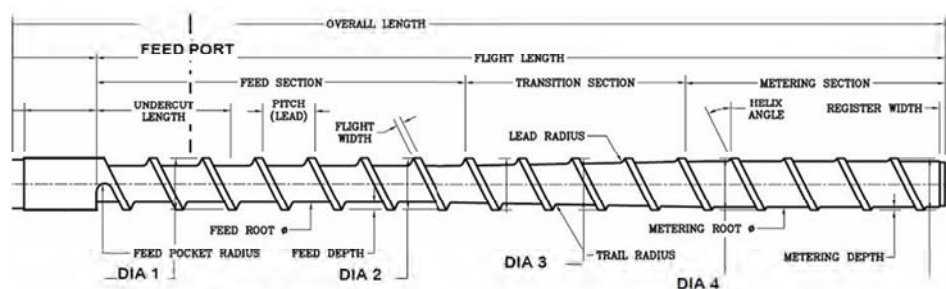 OVERALL LENGTH
FEED PORT
FLIGHT LENGTH
FEED SECTION
TRANSITION SECTION
METERING SECTION
UNDERCUT
LENGTH
PITCH
(LEAD)
FLIGHT
WIDTH
LEAD RADIUS
HELIX
ANGLE
REGISTER WIDTH
FEED ROOT ø
METERING ROOT ø
FEED POCKET RADIUS
FEED DEPTH
TRAIL RADIUS
METERING DEPTH
DIA 1
DIA 2
DIA 3
DIA 4